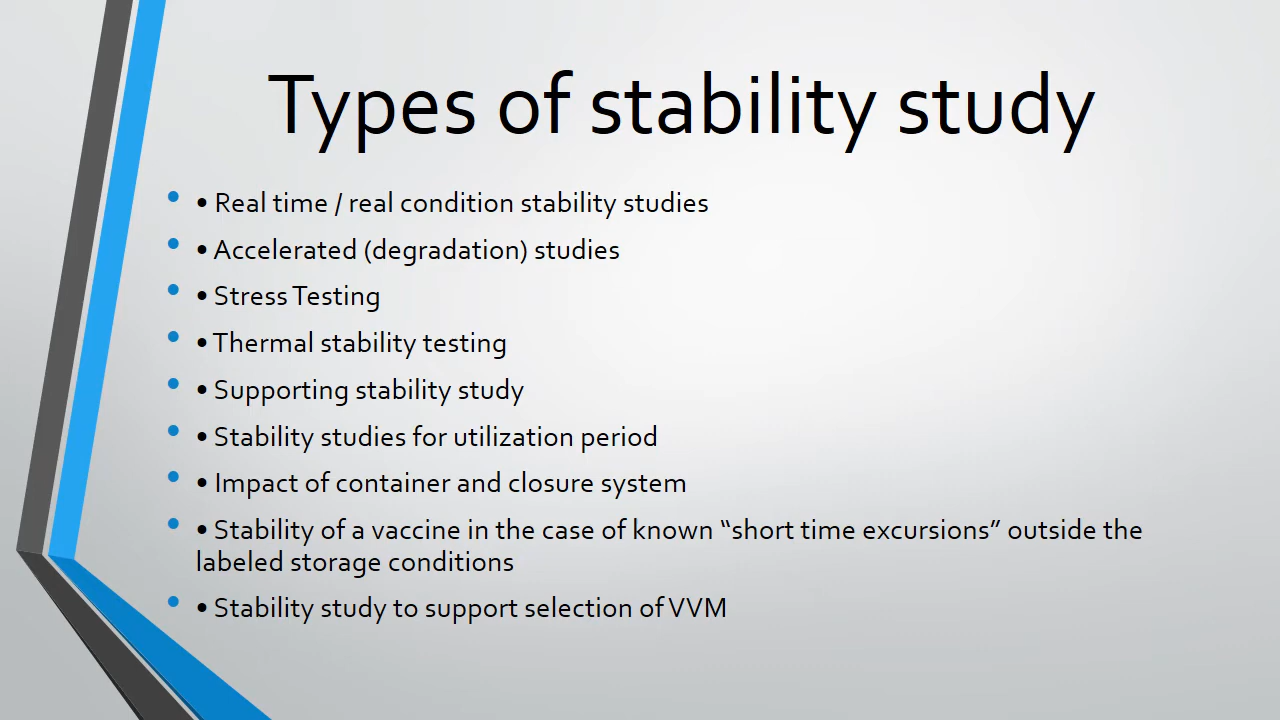 Types of stability study
• • Real time / real condition stability studies
• • Accelerated (degradation) studies
• • Stress Testing
• • Thermal stability testing
• • Supporting stability study
• • Stability studies for utilization period
• • Impact of container and closure system
• • Stability of a vaccine in the case of known “short time excursions” outside the
labeled storage conditions
• • Stability study to support selection of VVM